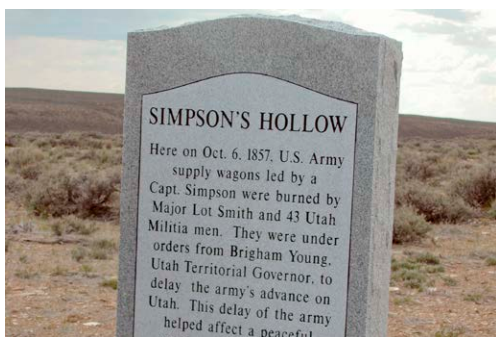 SIMPSON'S HOLLOW
Here on Oct. 6, 1857, U.S. Army
supply wagons led by a
Capt. Simpson were burned by
Major Lot Smith and 43 Utah
Militia men. They were under
orders from Brigham Young,
Utah Territorial Governor, to
delay the army's advance on
Utah. This delay of the army
helped affect a peaceful